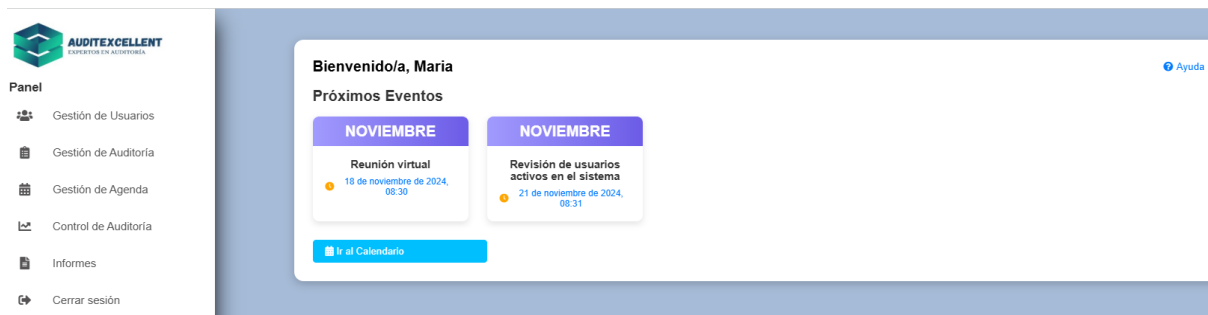 AUDITEXCELLENT
EXPERTOS EN AUDITORÍA
Panel
Gestión de Usuarios
Gestión de Auditoría
Gestión de Agenda
Control de Auditoría
Informes
Cerrar sesión
Bienvenido/a, Maria
Ayuda
Próximos Eventos
NOVIEMBRE
Reunión virtual
18 de noviembre de 2024,
08:30
NOVIEMBRE
Revisión de usuarios
activos en el sistema
21 de noviembre de 2024,
08:31
Ir al Calendario